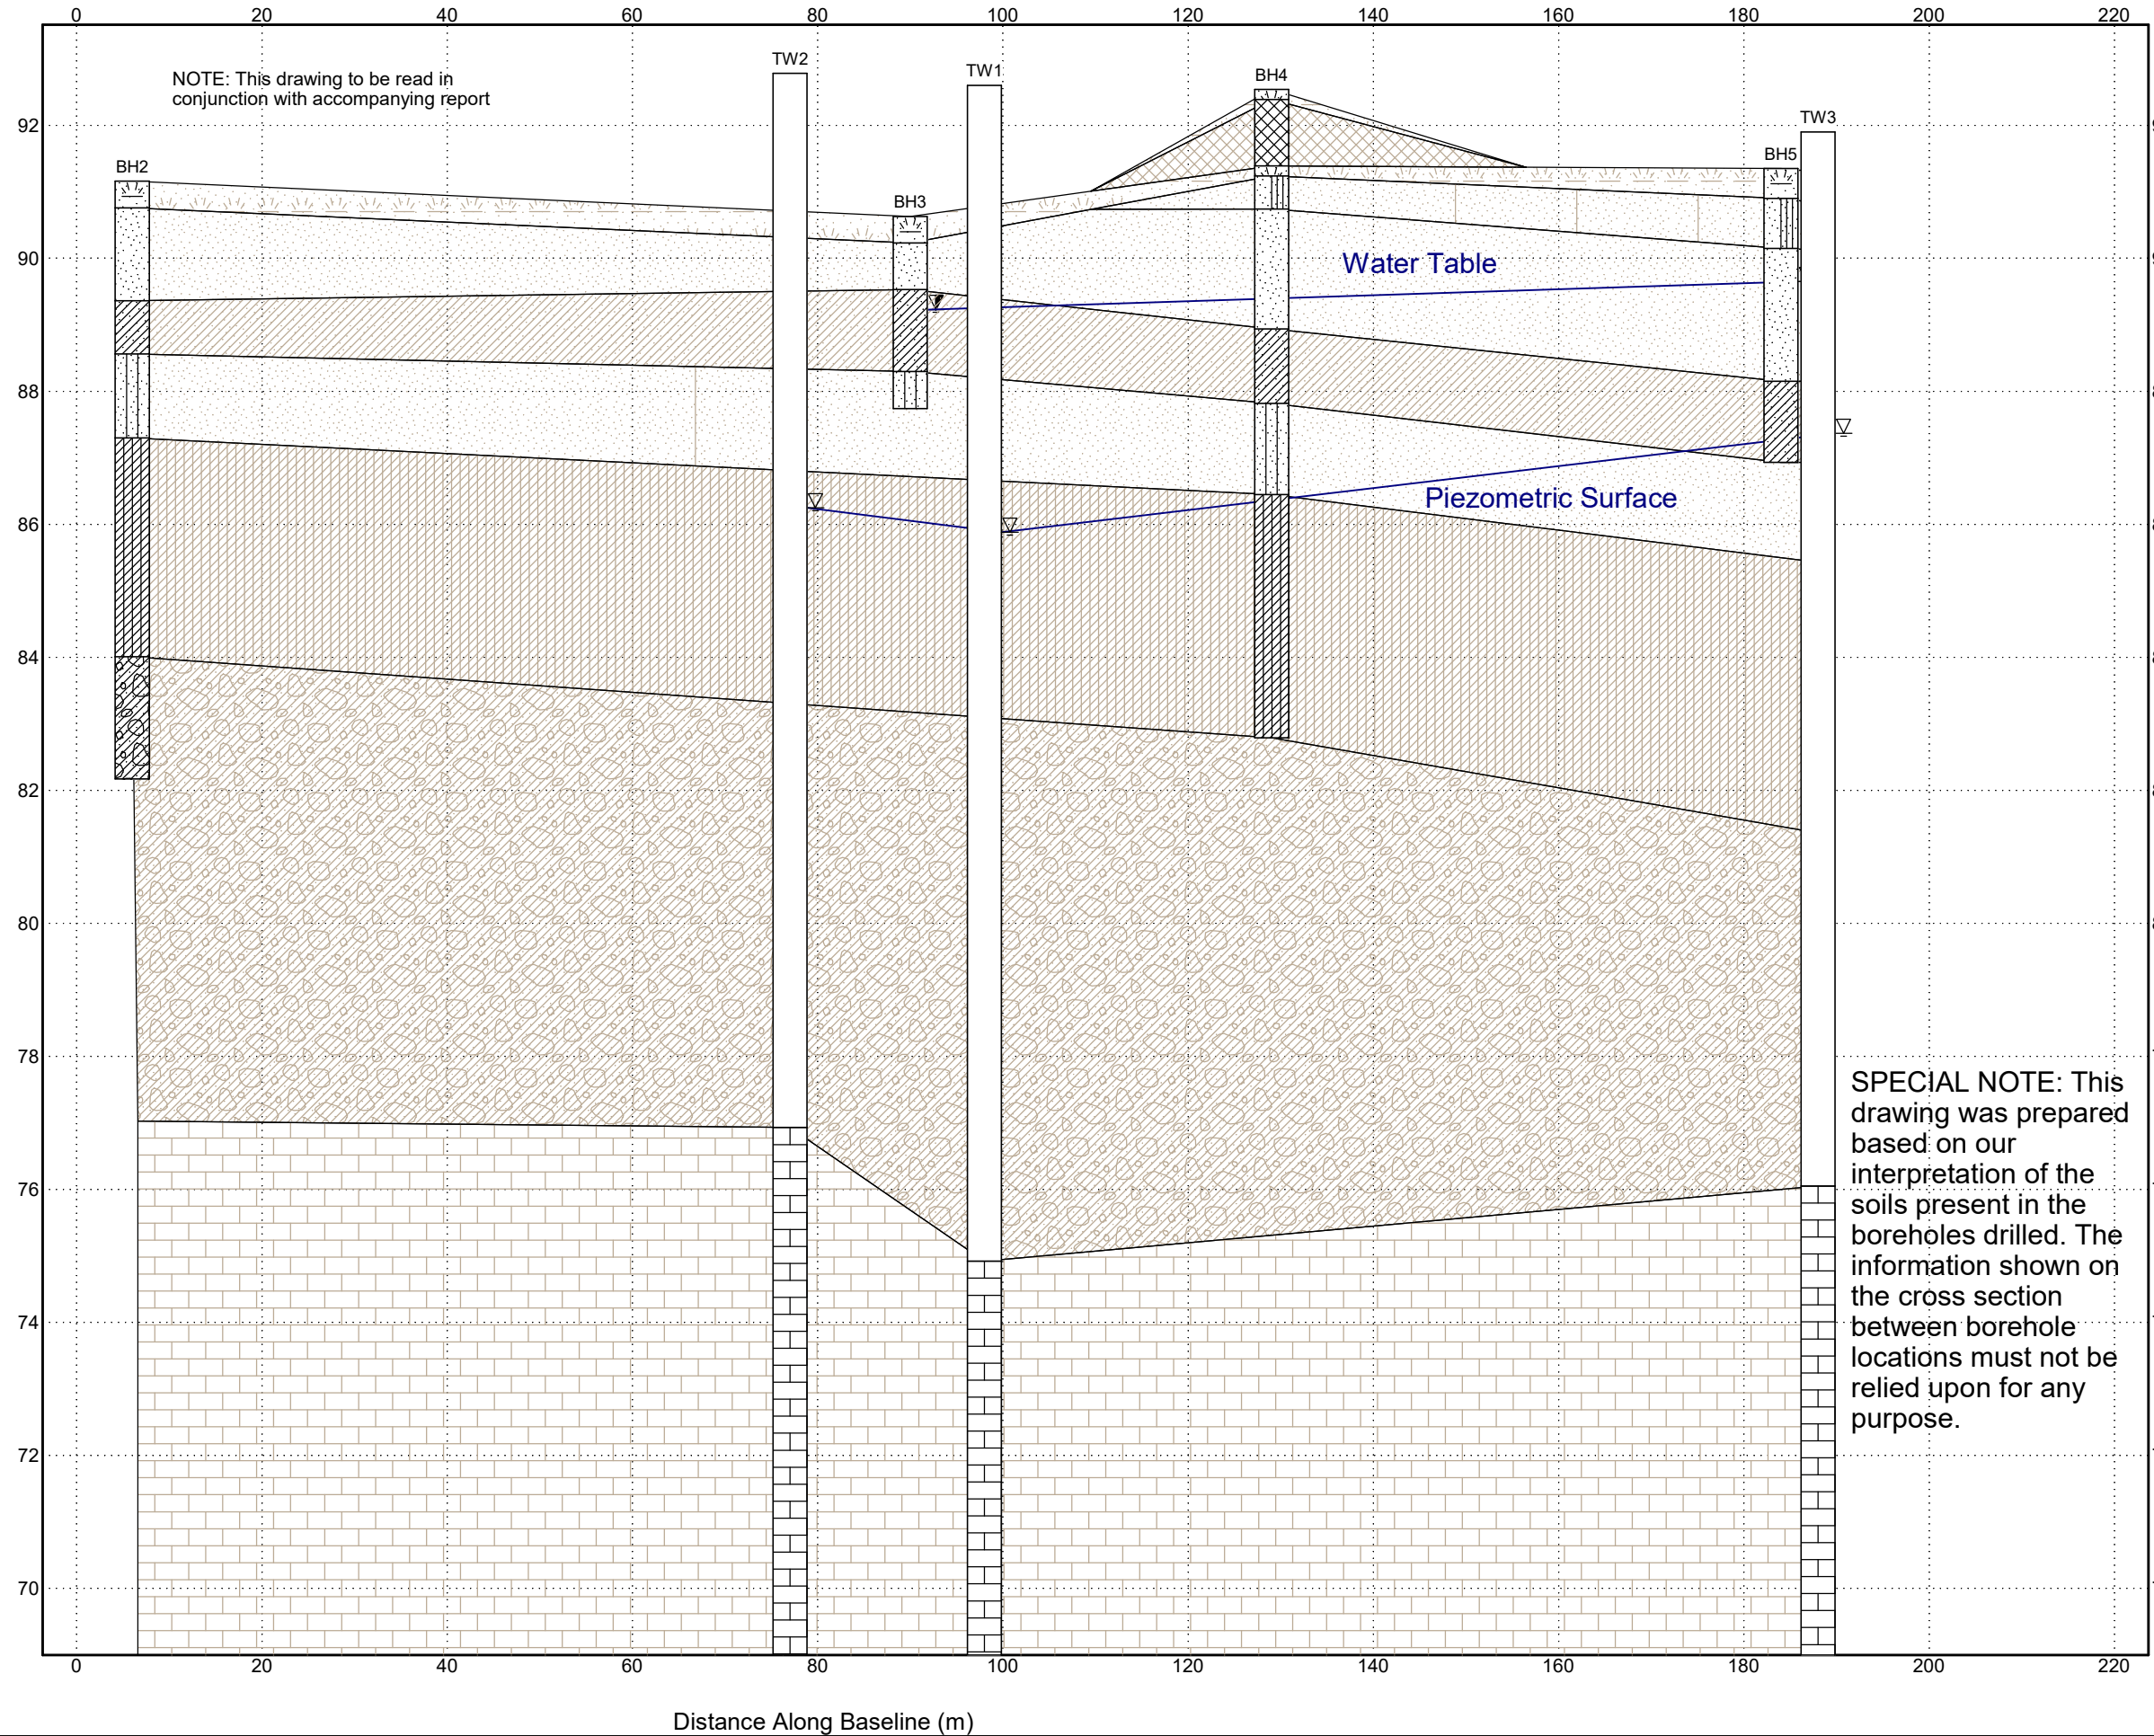 0 20 40 60 80 100 120 140 160 180 200 220
TW2
TW1
NOTE: This drawing to be read in
conjunction with accompanying report
BH4
TW3
92
BH5
BH2
BH3
90
Water Table
88
Piezometric Surface
86
84
82
80
78
SPECIAL NOTE: This
drawing was prepared
based on our
interpretation of the
soils present in the
boreholes drilled. The
information shown on
the cross section
between borehole
locations must not be
relied upon for any
purpose.
76
74
72
70
0 20 40 60 80 100 120 140 160 180 200 220
Distance Along Baseline (m)